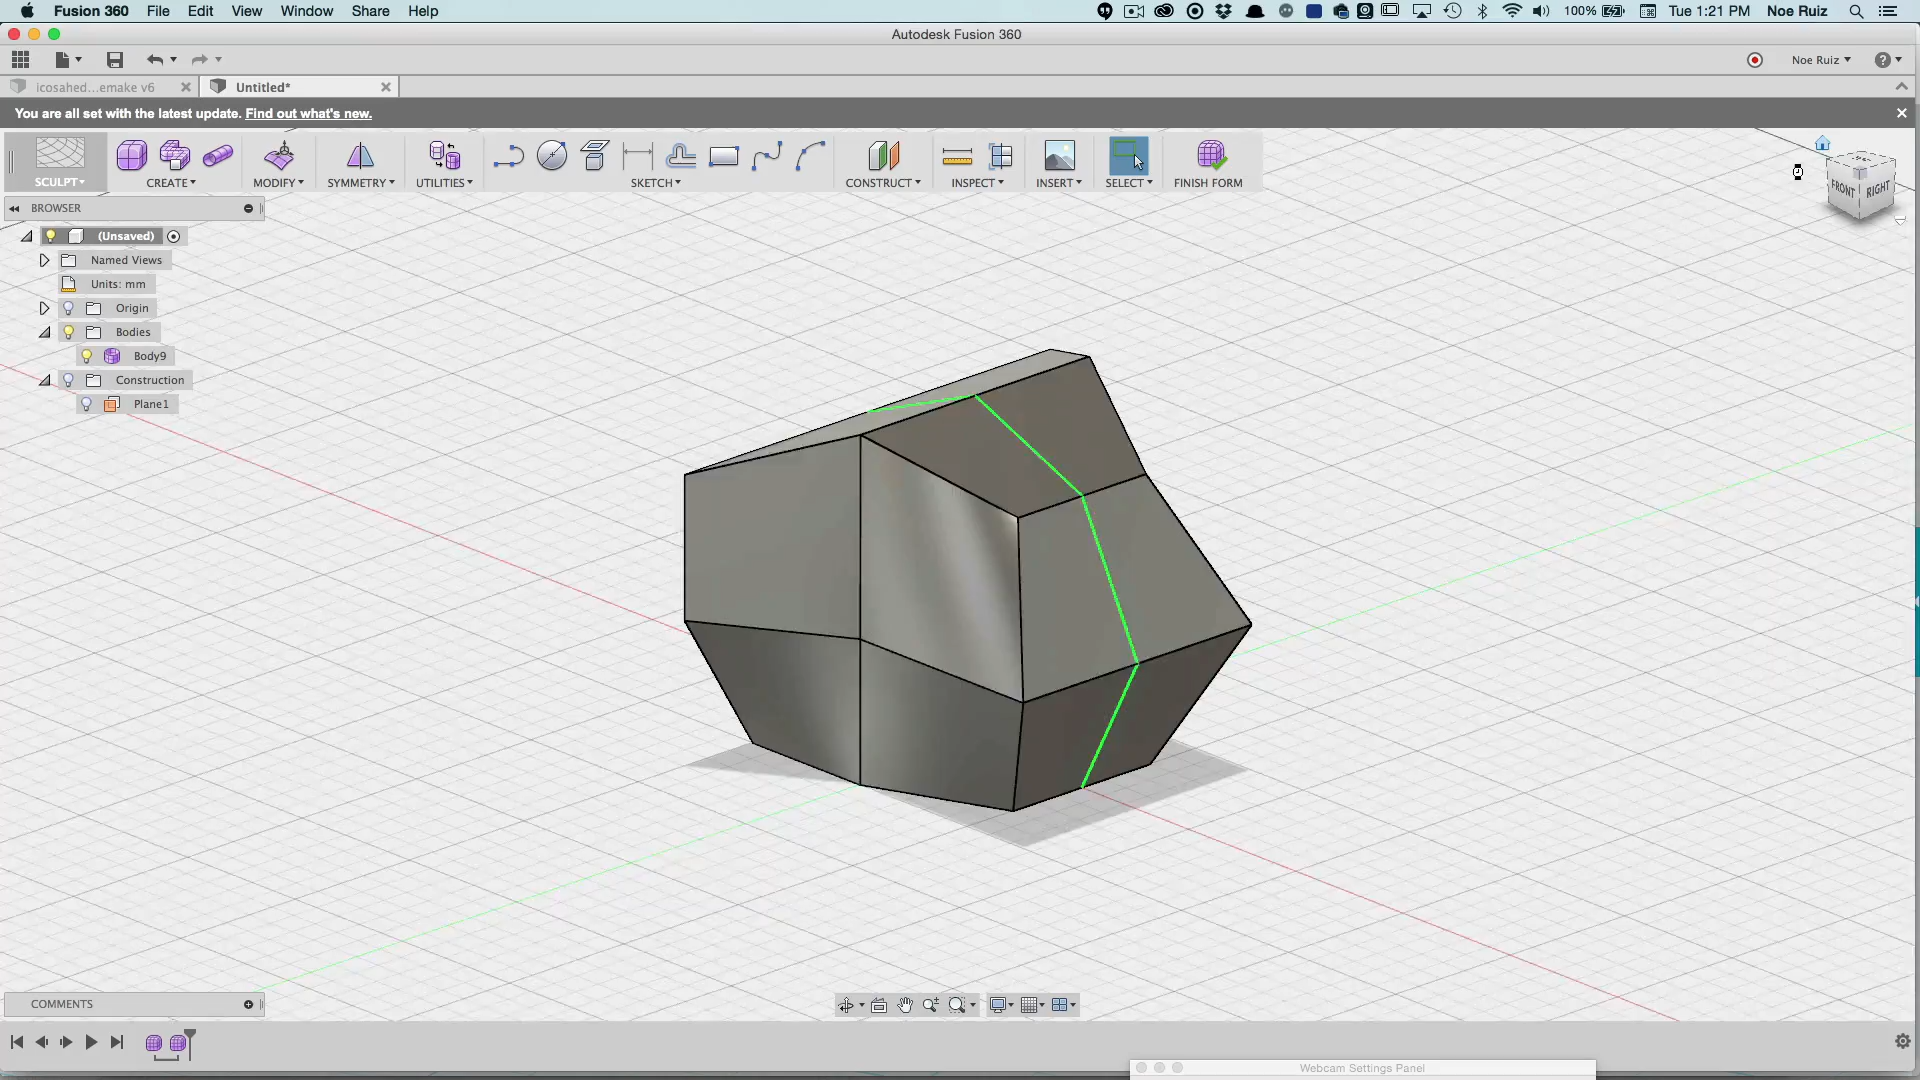 Fusion 360 File Edit View Window Share Help 100% Tue 1:21 PM Noe Ruiz
Autodesk Fusion 360
Noe Ruiz
icosahed...emake v6 Untitled*
You are all set with the latest update. Find out what's new.
SCULPT CREATE MODIFY SYMMETRY UTILITIES SKETCH CONSTRUCT INSPECT INSERT SELECT FINISH FORM
FRONT RIGHT
BROWSER
(Unsaved)
Named Views
Units: mm
Origin
Bodies
Body9
Construction
Plane1
COMMENTS
Webcam Settings Panel